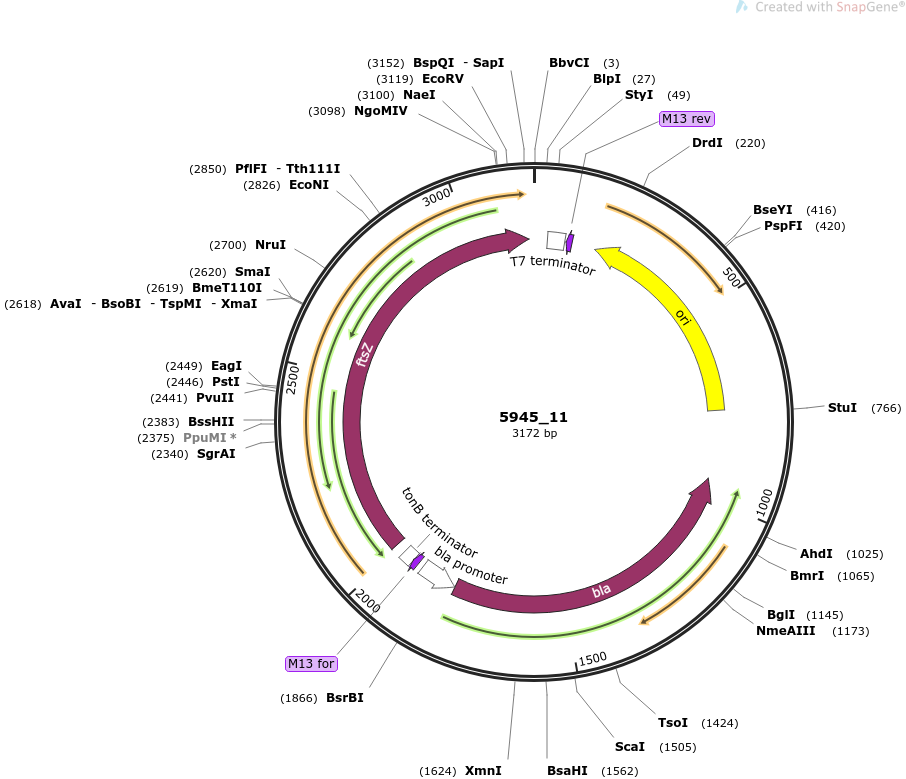 Created with SnapGene®
(3152) BspQI - SapI
BbvCI (3)
(3119) EcoRV
BlpI (27)
(3100) NaeI
StyI (49)
(3098) NgoMIV
M13 rev
DrdI (220)
(2850) PflFI - Tth111I
(2826) EcoNI
3000
BseYI (416)
PspFI (420)
(2700) NruI
T7 terminator
(2620) SmaI
500
(2619) BmeT110I
(2618) AvaI - BsoBI - TspMI - XmaI
ori
ftsZ
(2449) EagI
2500
(2446) PstI
(2441) PvuII
StuI (766)
5945_11
3172 bp
(2383) BssHII
(2375) PpuMI *
(2340) SgrAI
tonB terminator
1000
AhdI (1025)
bla promoter
BmrI (1065)
bla
2000
BglI (1145)
NmeAIII (1173)
M13 for
1500
(1866) BsrBI
TsoI (1424)
ScaI (1505)
(1624) XmnI
BsaHI (1562)